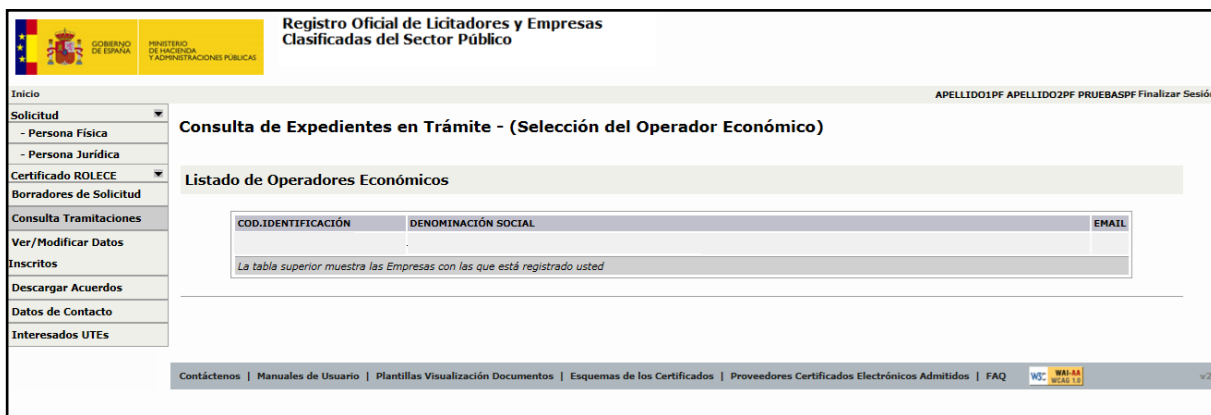 GOBIERNO
DE ESPAÑA
MINISTERIO
DE HACIENDA
Y ADMINISTRACIONES PÚBLICAS
Registro Oficial de Licitadores y Empresas
Clasificadas del Sector Público
Inicio
APELLIDO1PF APELLIDO2PF PRUEBASPF Finalizar Sesión
Solicitud
- Persona Física
- Persona Jurídica
Certificado ROLECE
Borradores de Solicitud
Consulta Tramitaciones
Ver/Modificar Datos
Inscritos
Descargar Acuerdos
Datos de Contacto
Interesados UTEs
Consulta de Expedientes en Trámite - (Selección del Operador Económico)
Listado de Operadores Económicos
COD.IDENTIFICACIÓN DENOMINACIÓN SOCIAL EMAIL
La tabla superior muestra las Empresas con las que está registrado usted
Contáctenos | Manuales de Usuario | Plantillas Visualización Documentos | Esquemas de los Certificados | Proveedores Certificados Electrónicos Admitidos | FAQ W3C WAI-AA WCAG 1.0 v2